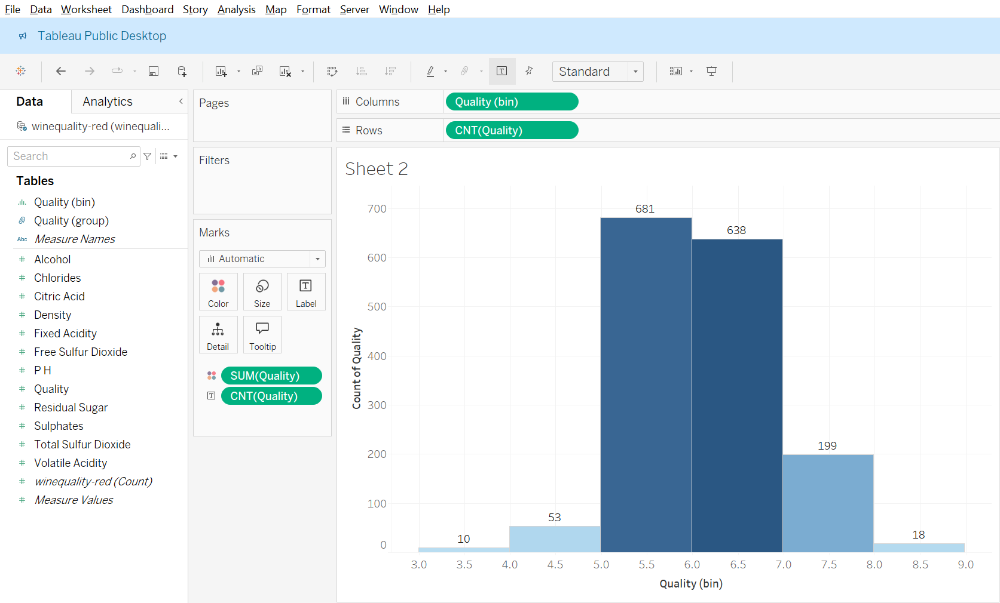 File Data Worksheet Dashboard Story Analysis Map Format Server Window Help
Tableau Public Desktop
Standard
Data Analytics
winequality-red (winequali...
Search
Tables
Quality (bin)
Quality (group)
Abc Measure Names
Alcohol
Chlorides
Citric Acid
Density
Fixed Acidity
Free Sulfur Dioxide
P H
Quality
Residual Sugar
Sulphates
Total Sulfur Dioxide
Volatile Acidity
winequality-red (Count)
Measure Values
Pages
Filters
Marks
Automatic
Color Size Label
Detail Tooltip
SUM(Quality)
CNT(Quality)
Columns Quality (bin)
Rows CNT(Quality)
Sheet 2
Count of Quality
700
600
500
400
300
200
100
0
10
53
681
638
199
18
3.0 3.5 4.0 4.5 5.0 5.5 6.0 6.5 7.0 7.5 8.0 8.5 9.0
Quality (bin)